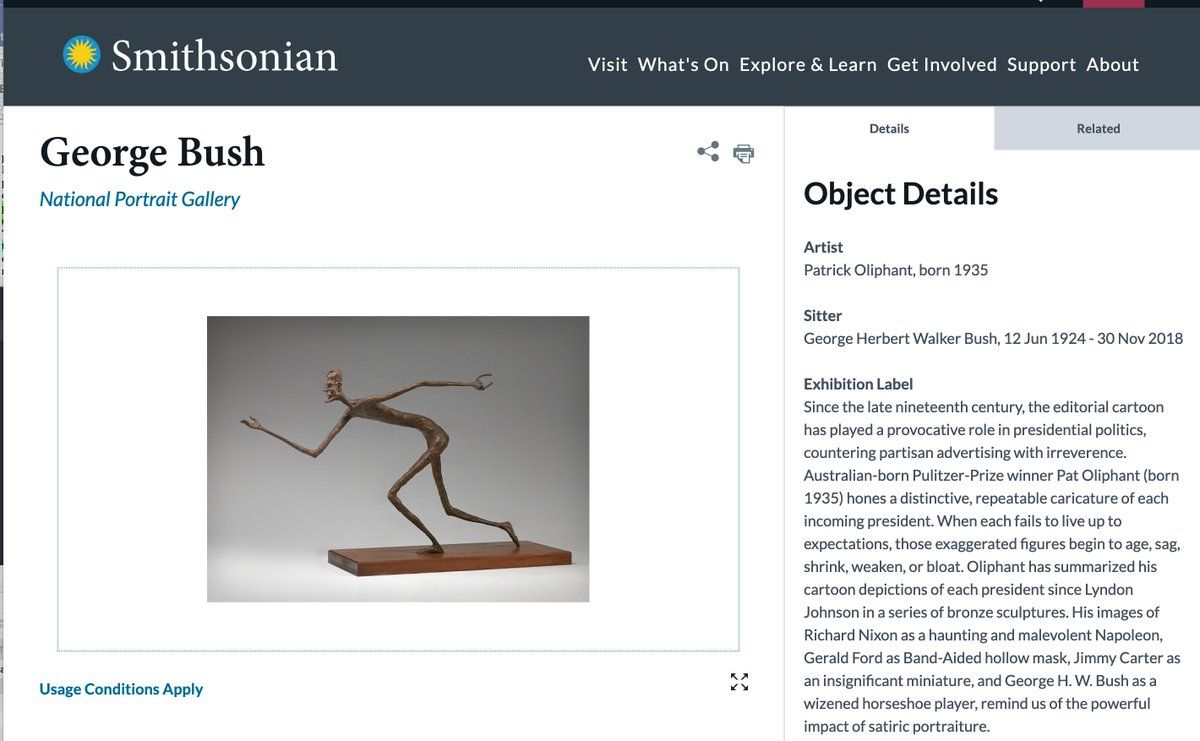 Smithsonian
Visit What's On Explore & Learn Get Involved Support About
George Bush
National Portrait Gallery
Usage Conditions Apply
Details
Related
Object Details
Artist
Patrick Oliphant, born 1935
Sitter
George Herbert Walker Bush, 12 Jun 1924 - 30 Nov 2018
Exhibition Label
Since the late nineteenth century, the editorial cartoon
has played a provocative role in presidential politics,
countering partisan advertising with irreverence.
Australian-born Pulitzer-Prize winner Pat Oliphant (born
1935) hones a distinctive, repeatable caricature of each
incoming president. When each fails to live up to
expectations, those exaggerated figures begin to age, sag,
shrink, weaken, or bloat. Oliphant has summarized his
cartoon depictions of each president since Lyndon
Johnson in a series of bronze sculptures. His images of
Richard Nixon as a haunting and malevolent Napoleon,
Gerald Ford as Band-Aided hollow mask, Jimmy Carter as
an insignificant miniature, and George H. W. Bush as a
wizened horseshoe player, remind us of the powerful
impact of satiric portraiture.